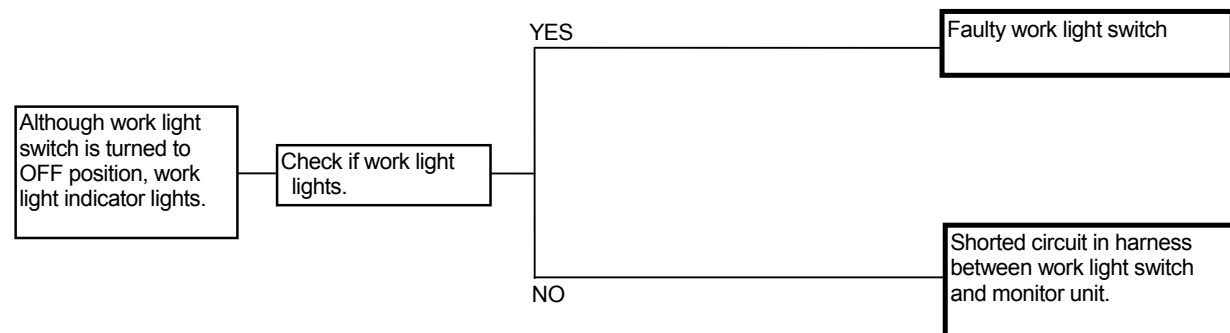 Although work light
switch is turned to
OFF position, work
light indicator lights.
Check if work light
lights.
YES
Faulty work light switch
NO
Shorted circuit in harness
between work light switch
and monitor unit.